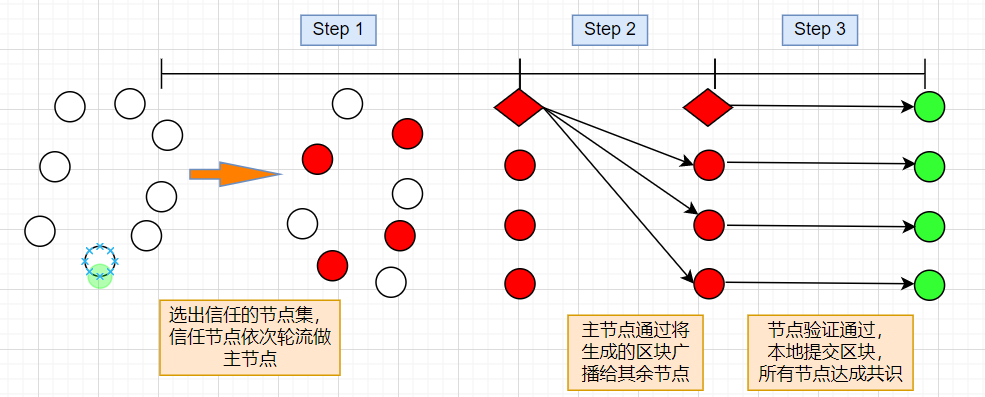 Step 1
Step 2
Step 3
选出信任的节点集，
信任节点依次轮流做
主节点
主节点通过将
生成的区块广
播给其余节点
节点验证通过，
本地提交区块，
所有节点达成共识